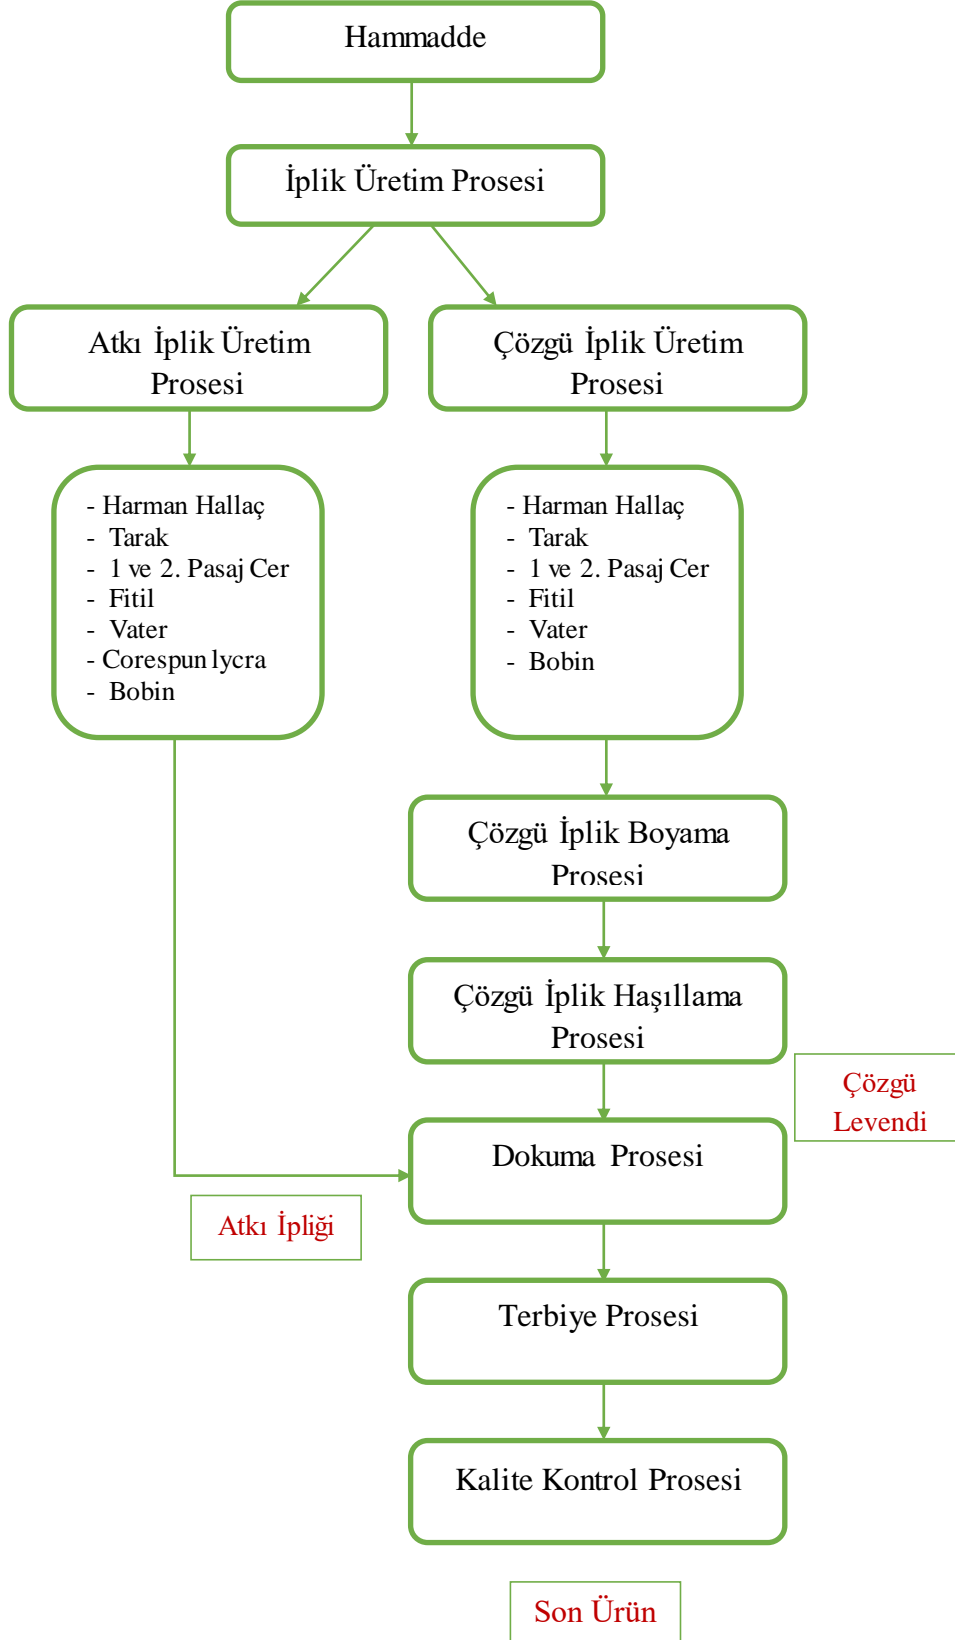 Hammadde
İplik Üretim Prosesi
Atkı İplik Üretim
Prosesi
Çözgü İplik Üretim
Prosesi
- Harman Hallaç
- Tarak
- 1 ve 2. Pasaj Cer
- Fitil
- Vater
- Corespun lycra
- Bobin
- Harman Hallaç
- Tarak
- 1 ve 2. Pasaj Cer
- Fitil
- Vater
- Bobin
Çözgü İplik Boyama
Prosesi
Çözgü İplik Haşıllama
Prosesi
Çözgü
Levendi
Dokuma Prosesi
Atkı İpliği
Terbiye Prosesi
Kalite Kontrol Prosesi
Son Ürün